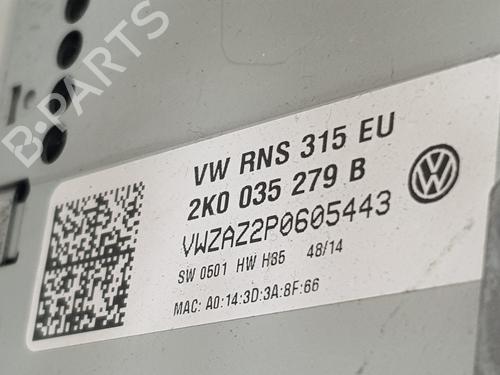 B-PARTS
VW RNS 315 EU
2K0 035 279 B
VWZAZ2P0605443
SW 0501 HW H85 48/14
MAC: A0:14:3D:3A:8F:66